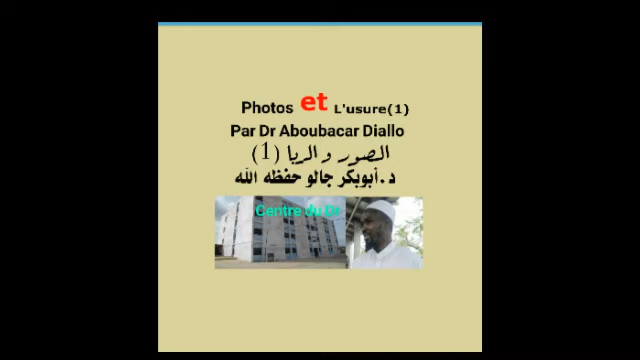 Photos et L'usure(1)
Par Dr Aboubacar Diallo
الصور و الربا (1)
د.أبوبكر جالو حفظه الله
Centre du Dr